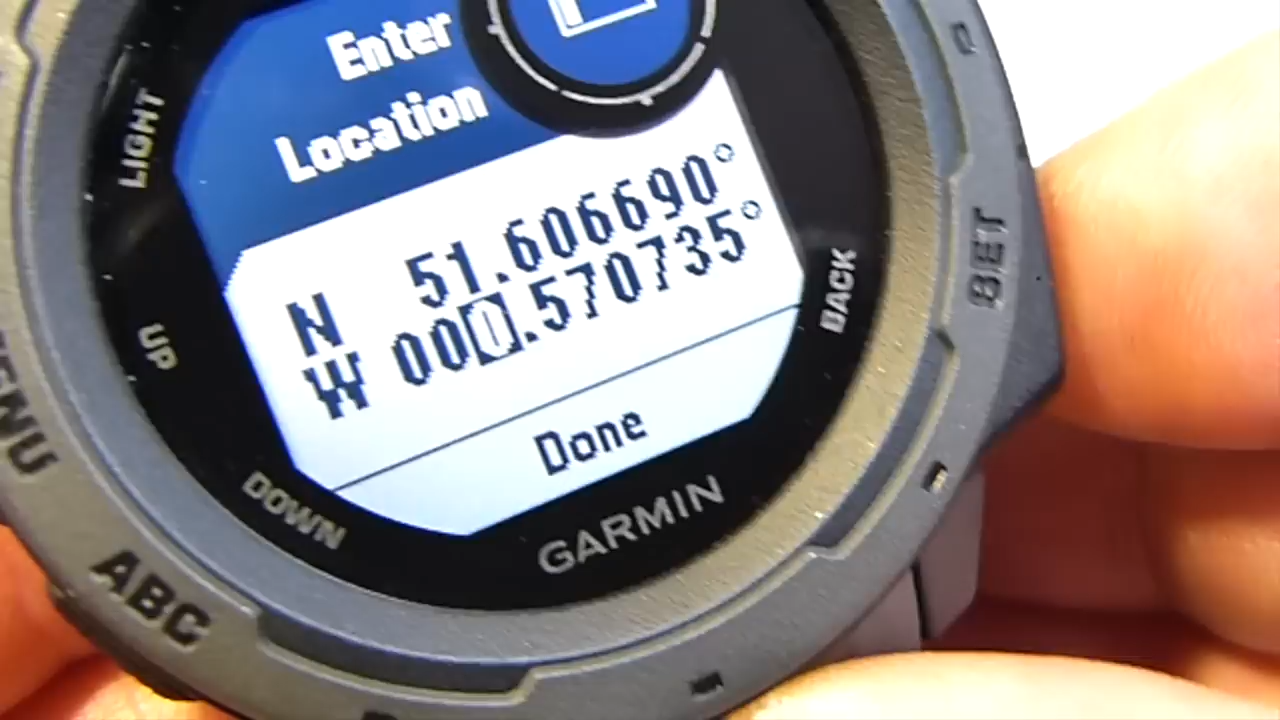 Enter
Location
N 51.606690°
W 000.570735°
Done
LIGHT
UP
DOWN
BACK
SET
ABC
GARMIN